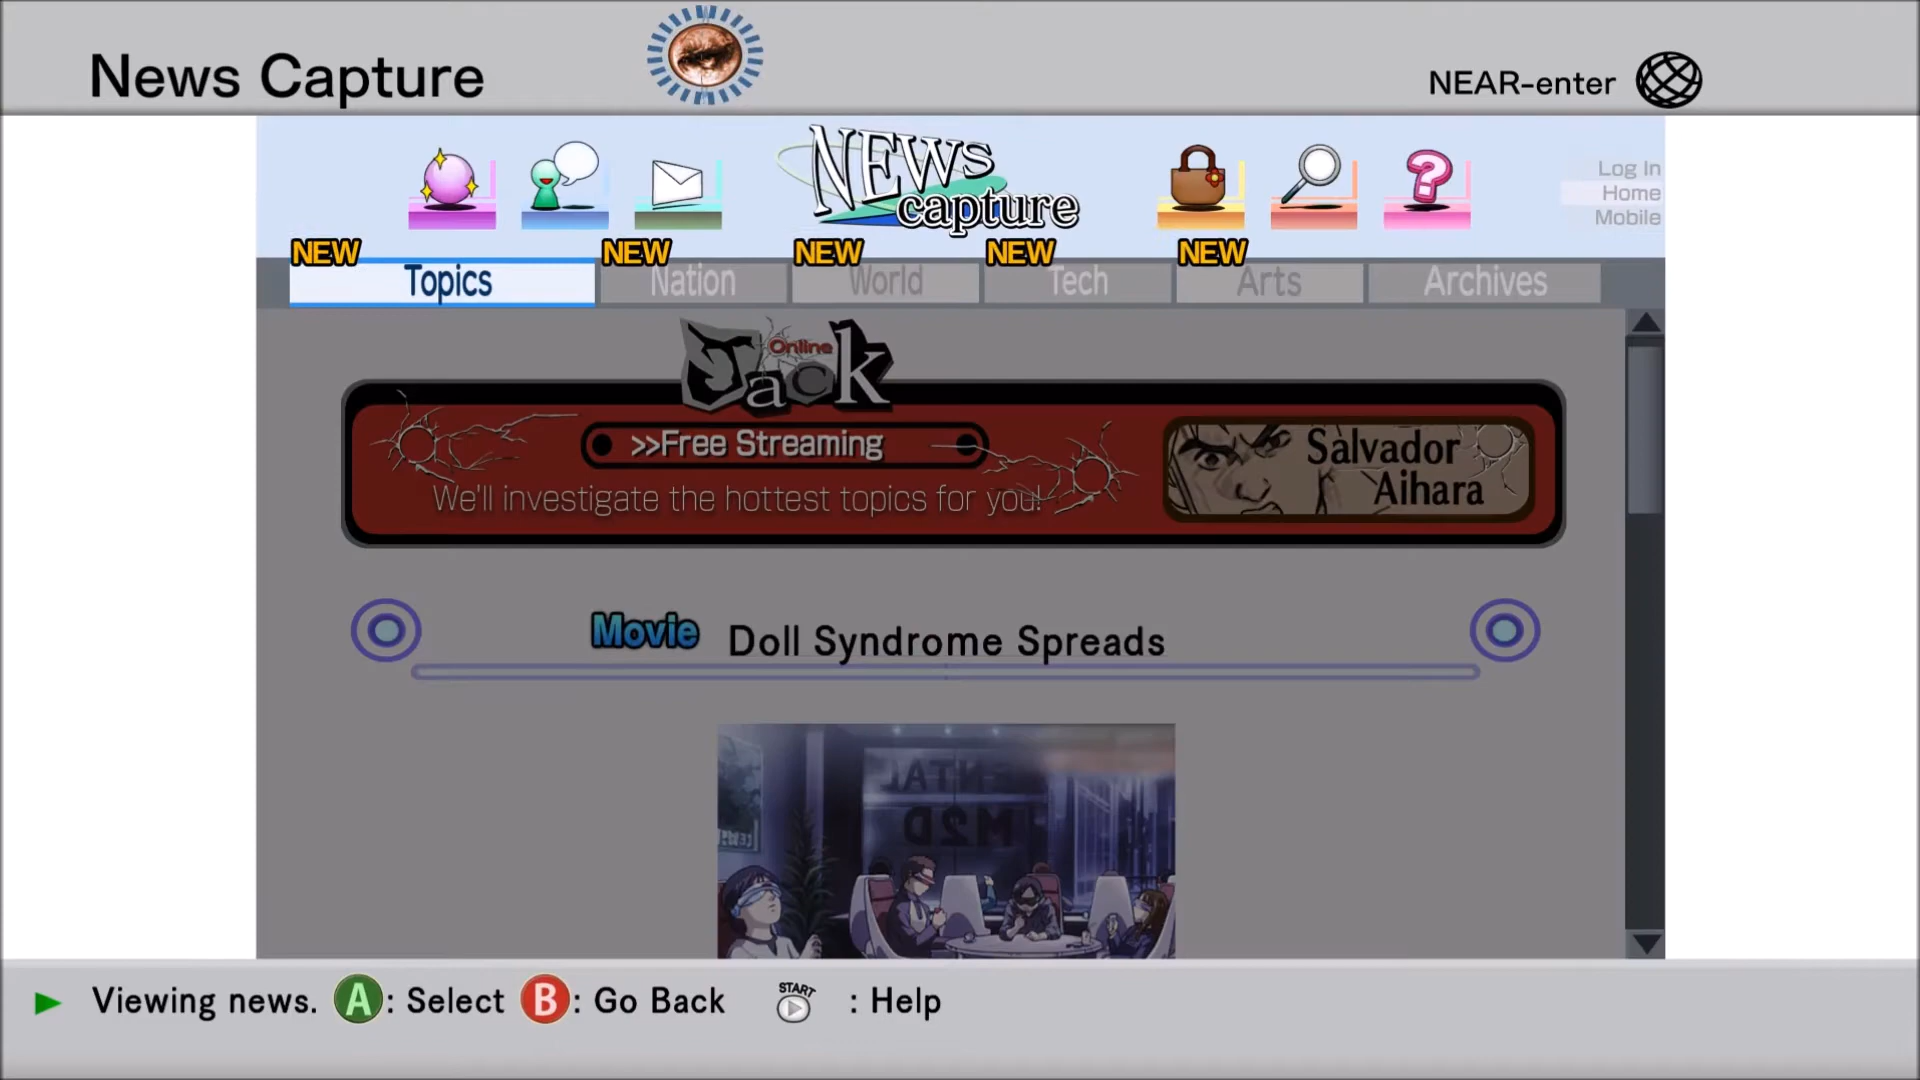 News Capture
NEAR-enter
NEWS
capture
Log In
Home
Mobile
NEW NEW NEW NEW NEW
Topics Nation World Tech Arts Archives
Online
Jack
>>Free Streaming
We'll investigate the hottest topics for you!
Salvador
Aihara
Movie Doll Syndrome Spreads
M2D
Viewing news. A: Select B: Go Back START : Help